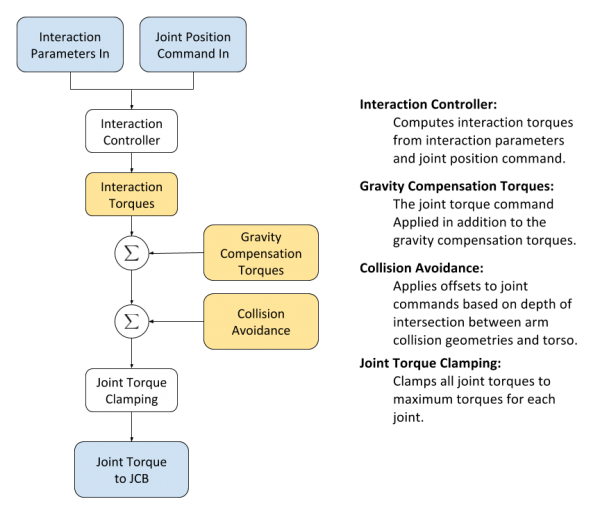 Interaction
Parameters In
Joint Position
Command In
Interaction
Controller
Interaction
Torques
∑
Gravity
Compensation
Torques
∑
Collision
Avoidance
Joint Torque
Clamping
Joint Torque
to JCB
Interaction Controller:
Computes interaction torques
from interaction parameters
and joint position command.
Gravity Compensation Torques:
The joint torque command
Applied in addition to the
gravity compensation torques.
Collision Avoidance:
Applies offsets to joint
commands based on depth of
intersection between arm
collision geometries and torso.
Joint Torque Clamping:
Clamps all joint torques to
maximum torques for each
joint.